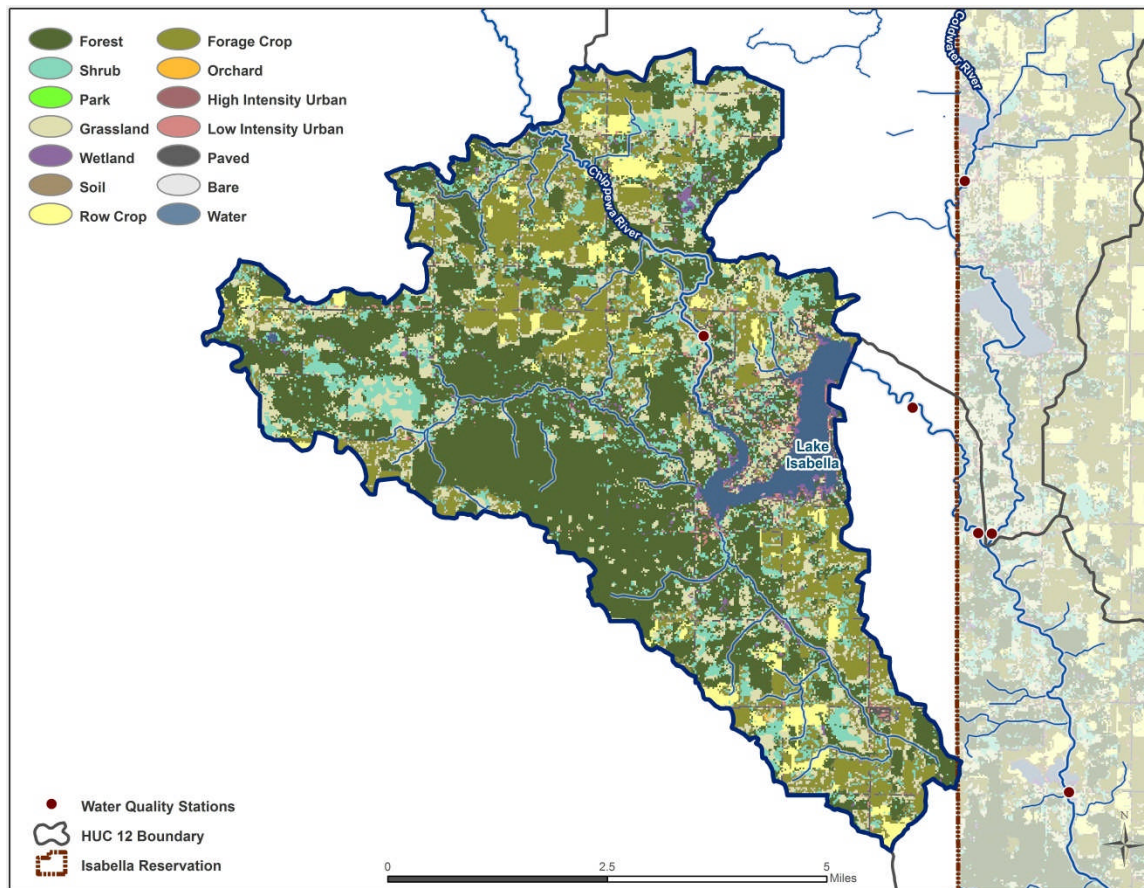 Forest
Shrub
Park
Grassland
Wetland
Soil
Row Crop
Forage Crop
Orchard
High Intensity Urban
Low Intensity Urban
Paved
Bare
Water
Coldwater River
Chippewa River
Lake
Isabella
Water Quality Stations
HUC 12 Boundary
Isabella Reservation
0
2.5
5
Miles
N